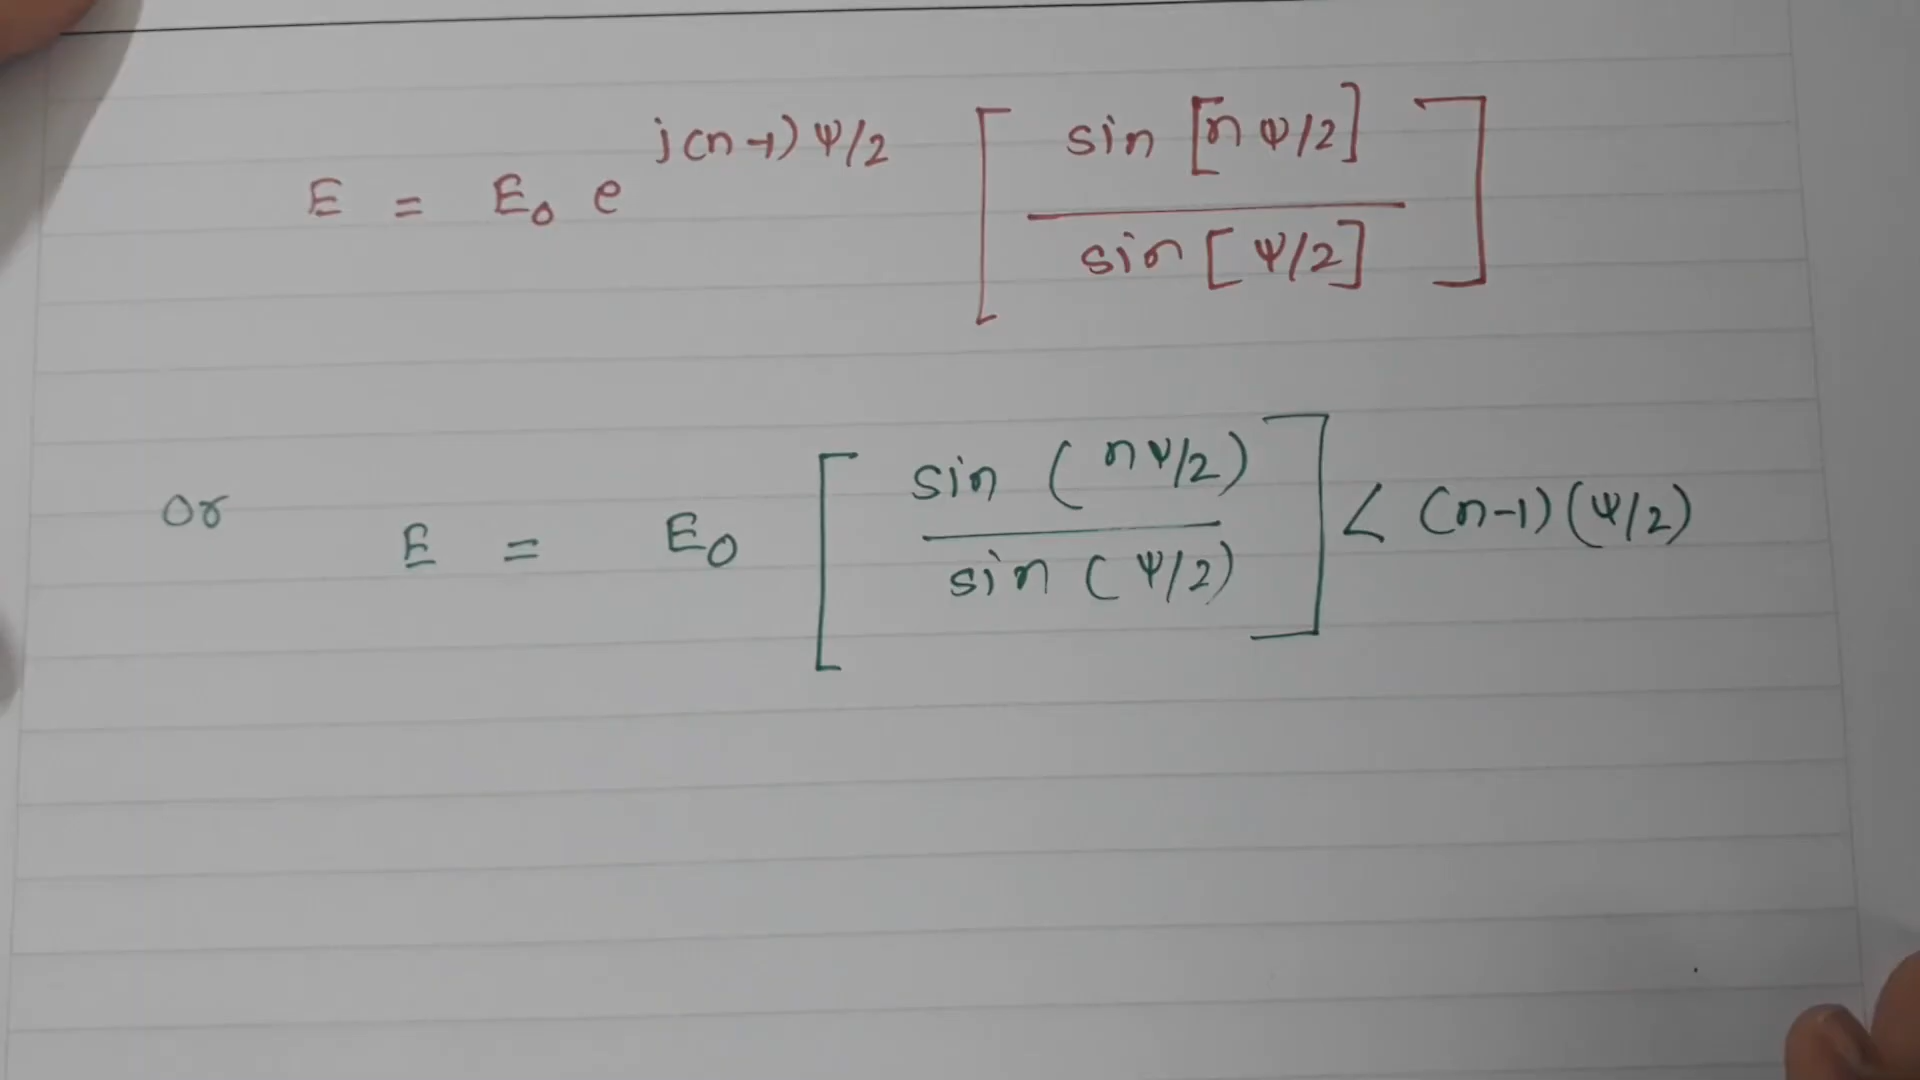 E = E₀ e^{j(n-1)ψ/2} [ sin [nψ/2] / sin [ψ/2] ]
or E = E₀ [ sin (nψ/2) / sin (ψ/2) ] ∠ (n-1)(ψ/2)